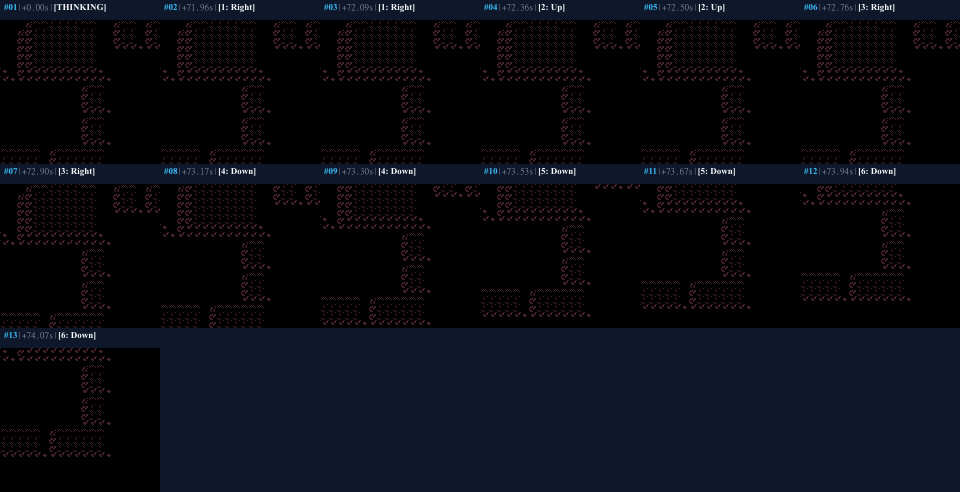 #01|+0.00s|[THINKING]
#02|+71.96s|[1: Right]
#03|+72.09s|[1: Right]
#04|+72.36s|[2: Up]
#05|+72.50s|[2: Up]
#06|+72.76s|[3: Right]
#07|+72.90s|[3: Right]
#08|+73.17s|[4: Down]
#09|+73.30s|[4: Down]
#10|+73.53s|[5: Down]
#11|+73.67s|[5: Down]
#12|+73.94s|[6: Down]
#13|+74.07s|[6: Down]